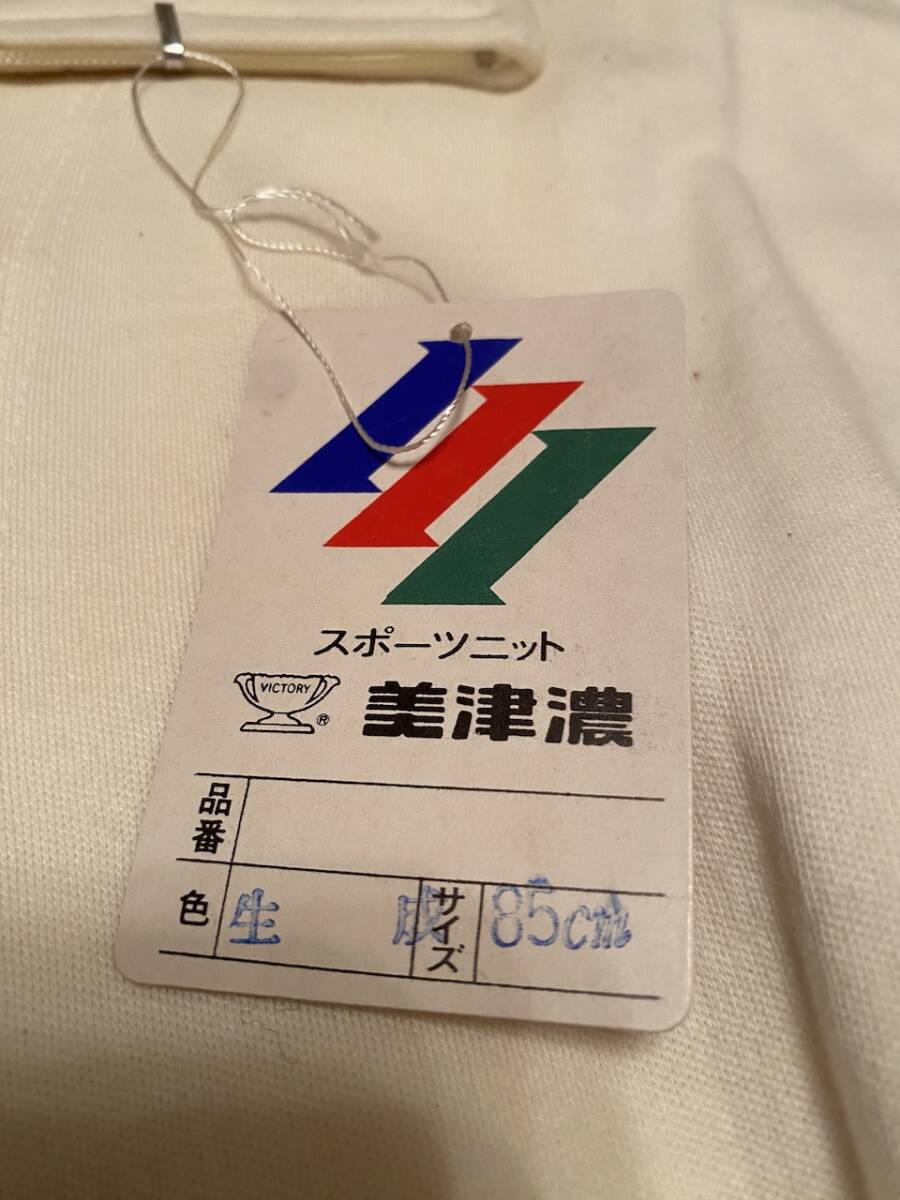 スポーツニット
VICTORY ® 美津濃
品番
色 生 成 サイズ 85cm